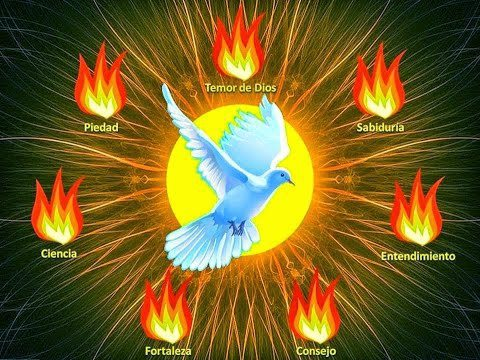 Temor de Dios
Piedad
Sabiduría
Ciencia
Entendimiento
Fortaleza
Consejo